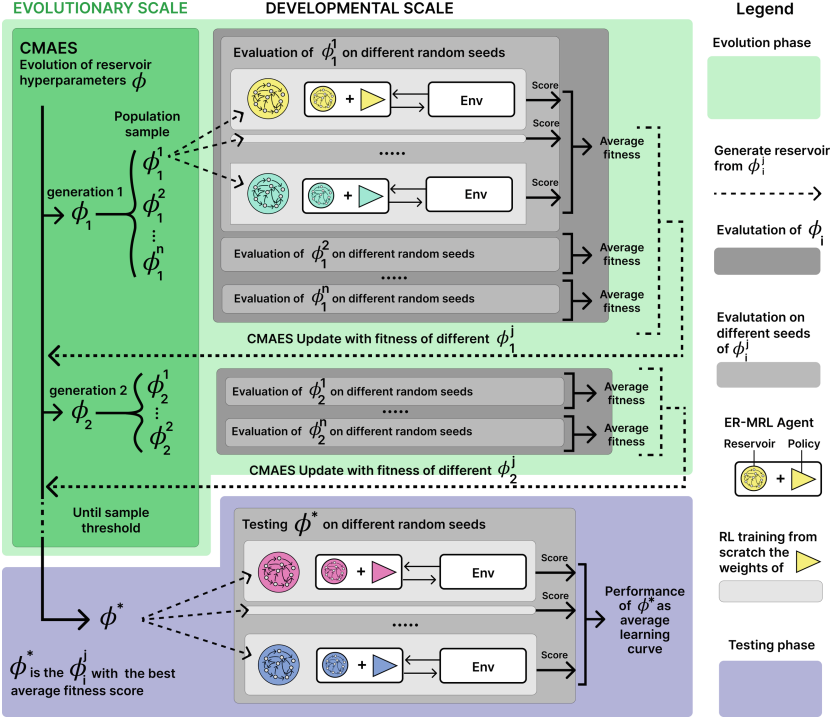 EVOLUTIONARY SCALE
DEVELOPMENTAL SCALE
Legend
CMAES
Evolution of reservoir
hyperparameters ϕ
Population
sample
generation 1
ϕ₁
ϕ₁¹
ϕ₁²
...
ϕ₁ⁿ
Evaluation of ϕ₁¹ on different random seeds
+
Env
Score
Score
.....
+
Env
Score
Average
fitness
Evaluation of ϕ₁² on different random seeds
Average
fitness
.....
Evaluation of ϕ₁ⁿ on different random seeds
Average
fitness
CMAES Update with fitness of different ϕ₁ʲ
generation 2
ϕ₂
ϕ₂¹
...
ϕ₂²
Evaluation of ϕ₂¹ on different random seeds
Average
fitness
.....
Evaluation of ϕ₂ⁿ on different random seeds
Average
fitness
CMAES Update with fitness of different ϕ₂ʲ
Until sample
threshold
ϕ*
ϕ* is the ϕᵢʲ with the best
average fitness score
Testing ϕ* on different random seeds
+
Env
Score
Score
.....
+
Env
Score
Performance
of ϕ* as
average
learning
curve
Evolution phase
Generate reservoir
from ϕᵢʲ
Evalutation of ϕᵢ
Evalutation on
different seeds
of ϕᵢʲ
ER-MRL Agent
Reservoir Policy
+
RL training from
scratch the
weights of
Testing phase